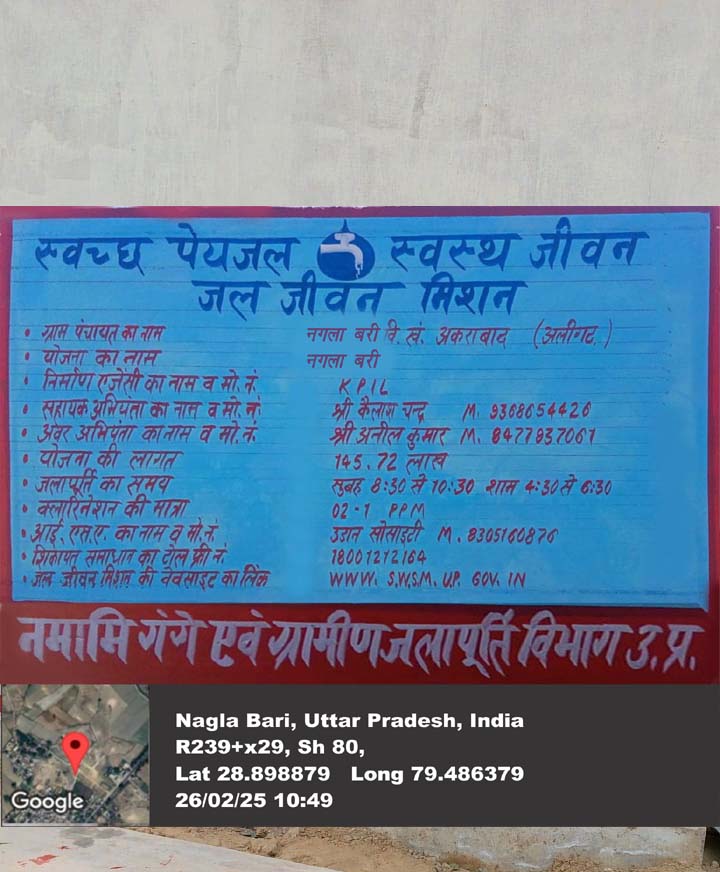 स्वच्छ पेयजल स्वस्थ जीवन
जल जीवन मिशन
• ग्राम पंचायत का नाम नगला बरी वि. खं. अकराबाद (अलीगढ.)
• योजना का नाम नगला बरी
• निर्माण एजेंसी का नाम व मो. नं. KPIL
• सहायक अभियंता का नाम व मो. नं. श्री कैलाश चन्द्र M. 9368654426
• अवर अभियंता का नाम व मो. नं. श्री अनील कुमार M. 8477937061
• योजना की लागत 145.72 लाख
• जलापूर्ति का समय सुबह 8:30 से 10:30 शाम 4:30 से 6:30
• क्लारिनेशन की मात्रा 02-1 PPM
• आई. एस. ए. का नाम व मो. नं. उडान सोसाइटी M. 8305160876
• शिकायत समाधान का टोल फ्री नं. 18001212164
• जल जीवन मिशन की वेबसाइट का लिंक WWW. S.W.S.M. U.P. GOV. IN
नमामि गंगे एवं ग्रामीण जलापूर्ति विभाग उ. प्र.
Nagla Bari, Uttar Pradesh, India
R239+x29, Sh 80,
Lat 28.898879 Long 79.486379
26/02/25 10:49
Google